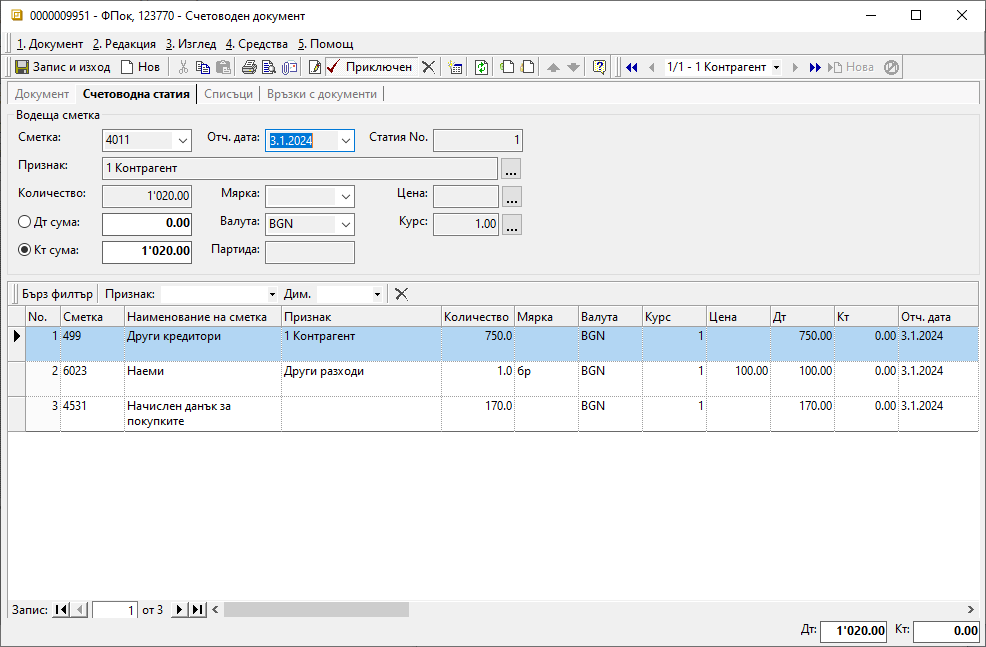 0000009951 - ФПок, 123770 - Счетоводен документ
1. Документ 2. Редакция 3. Изглед 4. Средства 5. Помощ
Запис и изход Нов Приключен 1/1 - 1 Контрагент Нова
Документ Счетоводна статия Списъци Връзки с документи
Водеща сметка
Сметка: 4011 Отч. дата: 3.1.2024 Статия No. 1
Признак: 1 Контрагент ...
Количество: 1'020.00 Мярка: Цена: ...
Дт сума: 0.00 Валута: BGN Курс: 1.00 ...
Кт сума: 1'020.00 Партида:
Бърз филтър Признак: Дим.
No. Сметка Наименование на сметка Признак Количество Мярка Валута Курс Цена Дт Кт Отч. дата
1 499 Други кредитори 1 Контрагент 750.0 BGN 1 750.00 0.00 3.1.2024
2 6023 Наеми Други разходи 1.0 бр BGN 1 100.00 100.00 0.00 3.1.2024
3 4531 Начислен данък за 170.0 BGN 1 170.00 0.00 3.1.2024
покупките
Запис: 1 от 3
Дт: 1'020.00 Кт: 0.00